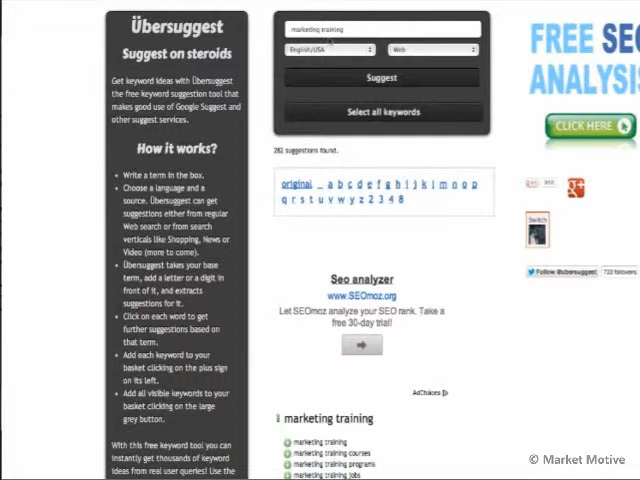 Übersuggest
Suggest on steroids
Get keyword ideas with Übersuggest
the free keyword suggestion tool that
makes good use of Google Suggest and
other suggest services.
How it works?
Write a term in the box.
Choose a language and a
source. Übersuggest can get
suggestions either from regular
Web search or from search
verticals like Shopping, News or
Video (more to come).
Übersuggest takes your base
term, add a letter or a digit in
front of it, and extracts
suggestions for it.
Click on each word to get
further suggestions based on
that term.
Add each keyword to your
basket clicking on the plus sign
on its left.
Add all visible keywords to your
basket clicking on the large
grey button.
With this free keyword tool you can
instantly get thousands of keyword
ideas from real user queries! Use the
marketing training
English/USA
Web
Suggest
Select all keywords
282 suggestions found.
original _ a b c d e f g h i j k l m n o p
q r s t u v w y z 2 3 4 8
Seo analyzer
www.SEOmoz.org
Let SEOmoz analyze your SEO rank. Take a
free 30-day trial!
AdChoices
marketing training
marketing training
marketing training courses
marketing training programs
marketing training jobs
FREE SEO
ANALYSIS
CLICK HERE
+1
912
g+
Switch
Follow @ubersuggest
722 followers
© Market Motive